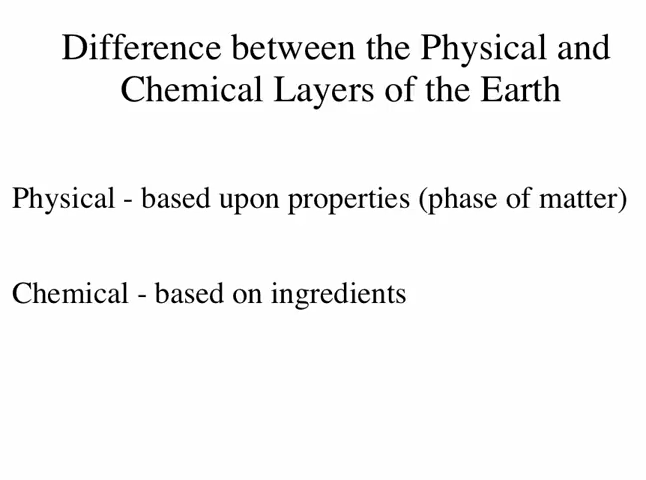 Difference between the Physical and
Chemical Layers of the Earth
Physical - based upon properties (phase of matter)
Chemical - based on ingredients